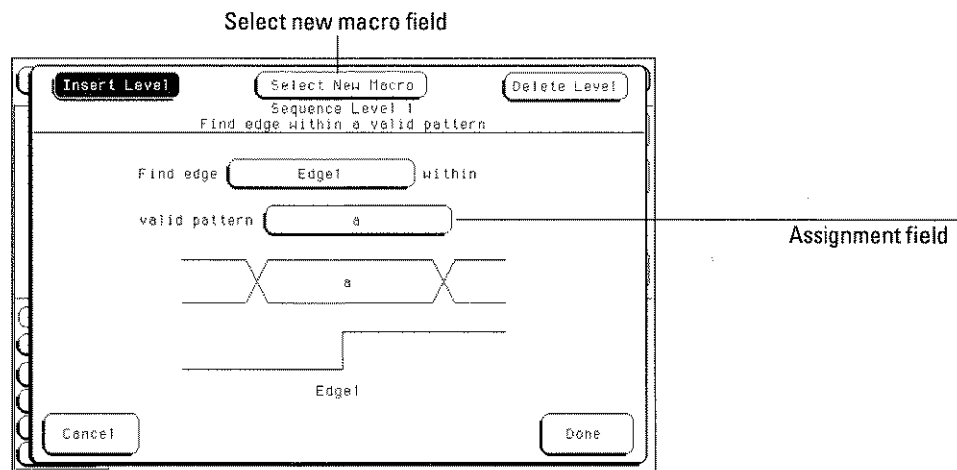 Select new macro field
Insert Level Select New Macro Delete Level
Sequence Level 1
Find edge within a valid pattern
Find edge Edge1 within
valid pattern a
Assignment field
a
Edge1
Cancel Done